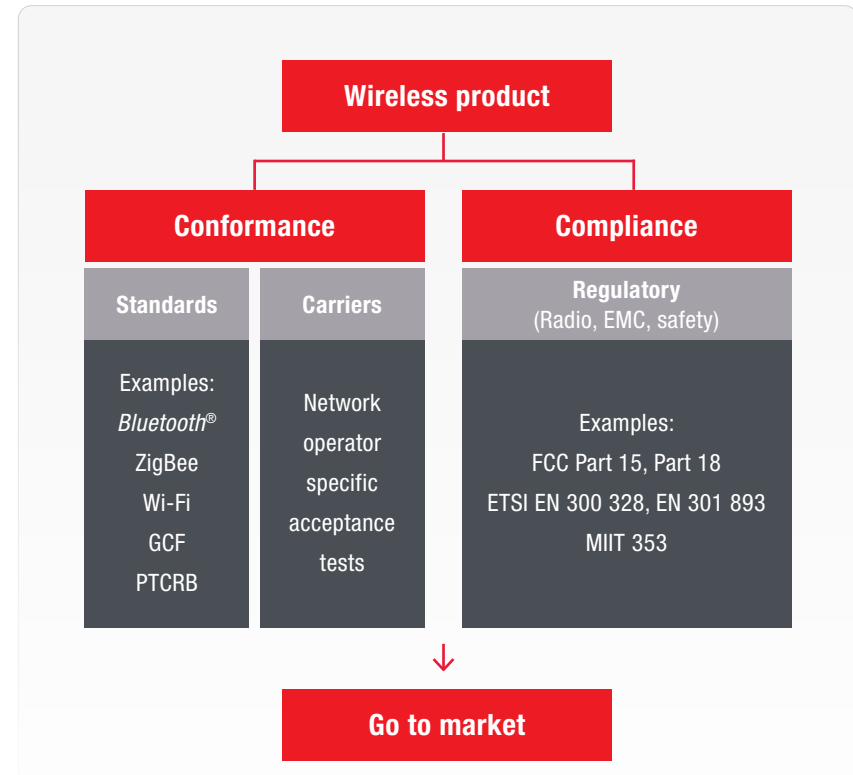 Wireless product
Conformance
Compliance
Standards
Carriers
Regulatory
(Radio, EMC, safety)
Examples:
Bluetooth®
ZigBee
Wi-Fi
GCF
PTCRB
Network
operator
specific
acceptance
tests
Examples:
FCC Part 15, Part 18
ETSI EN 300 328, EN 301 893
MIIT 353
Go to market